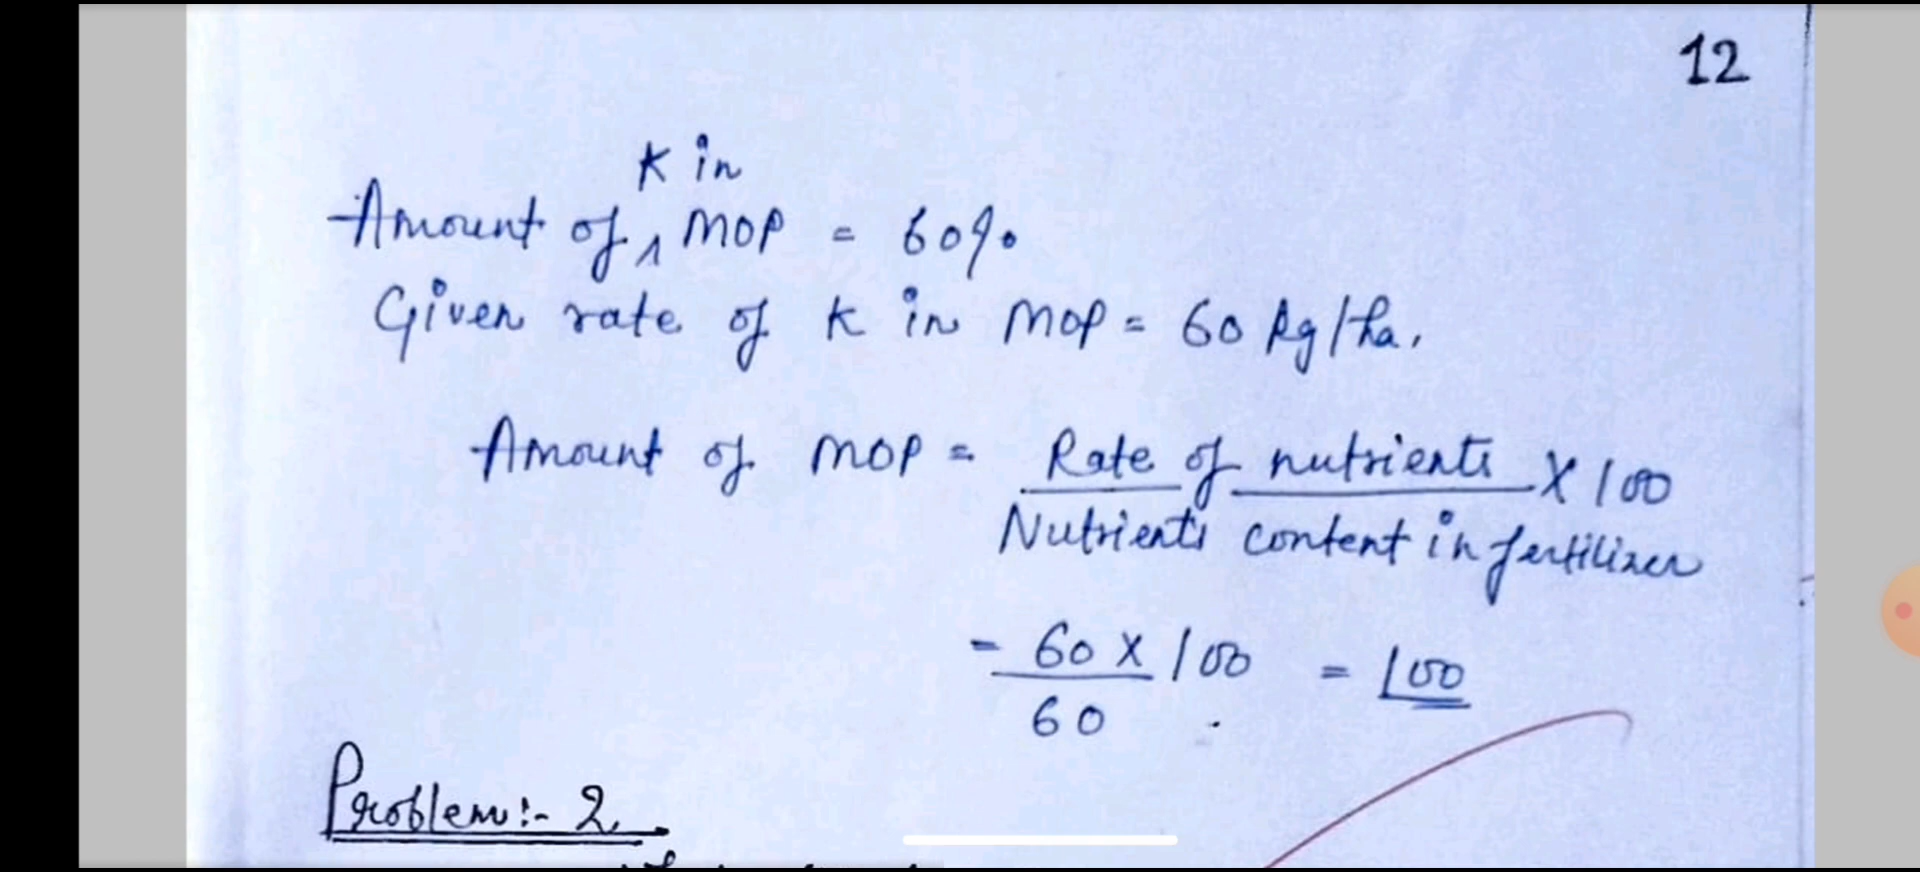 12
K in
Amount of ∧ MOP = 60%
Given rate of K in MOP = 60 kg/ha.
Amount of MOP = Rate of nutrients X 100
Nutrients content in fertilizer
= 60 X 100 = 100
60
Problem:- 2